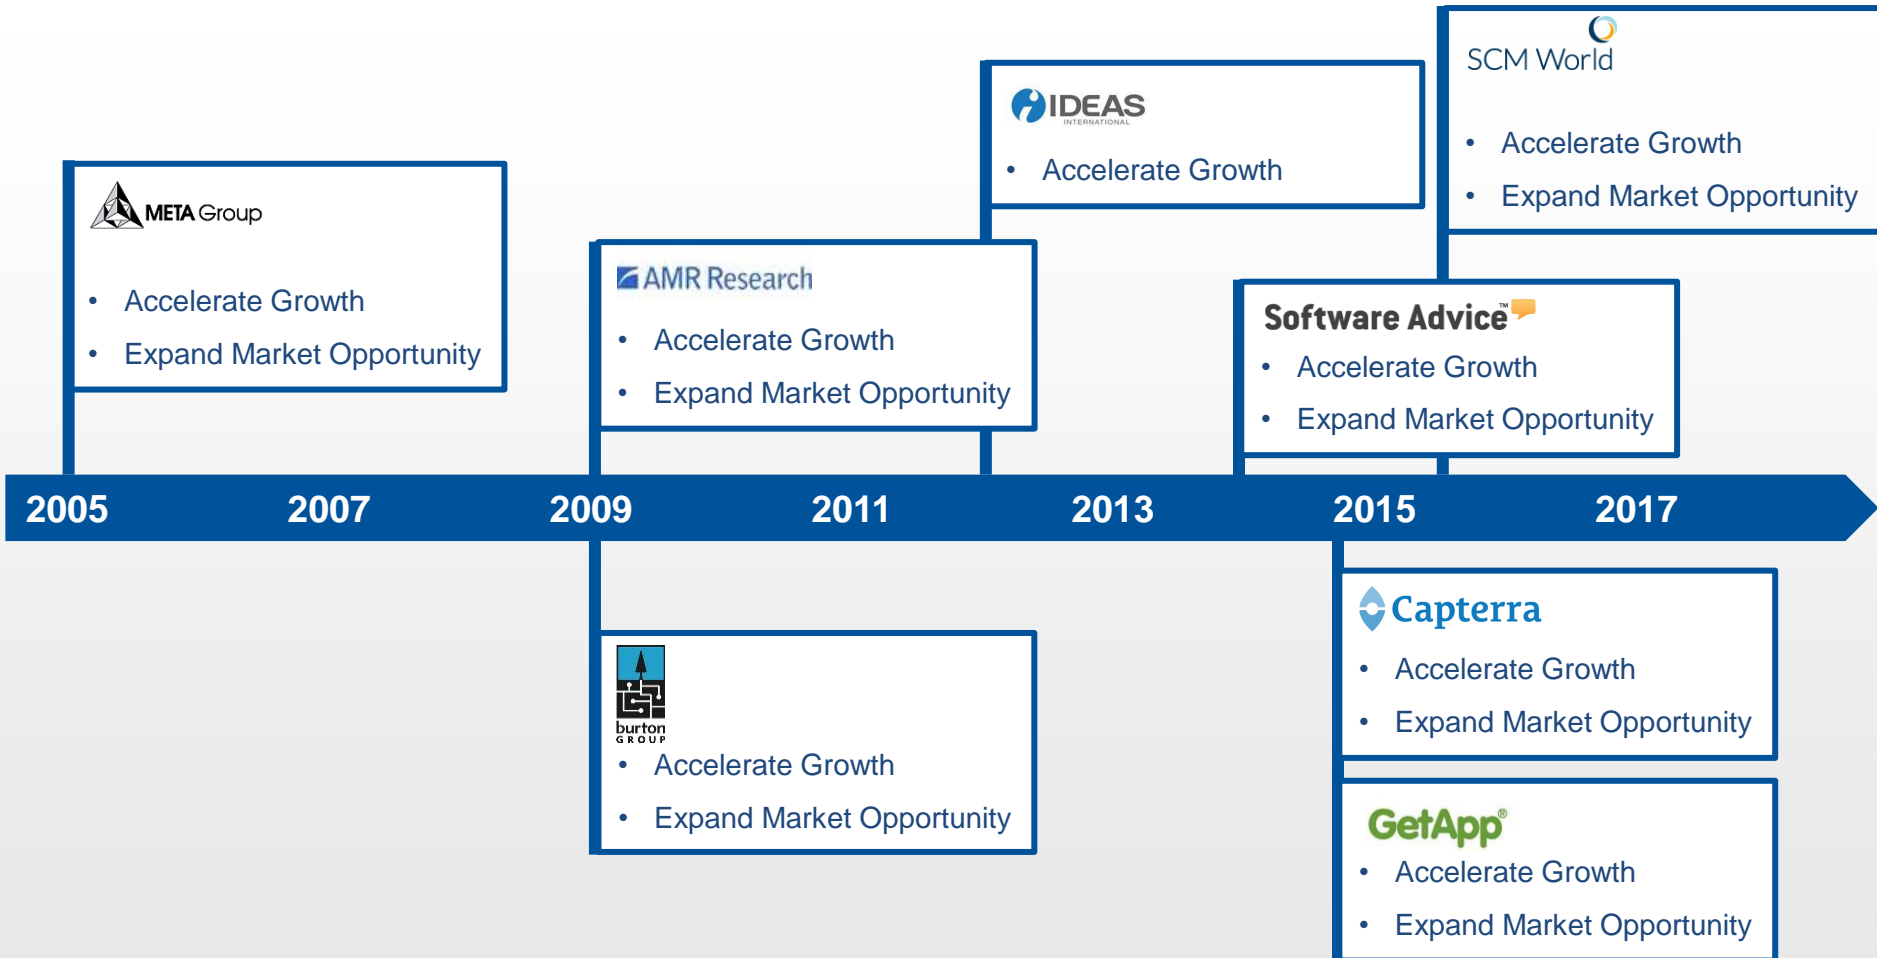 META Group
• Accelerate Growth
• Expand Market Opportunity
AMR Research
• Accelerate Growth
• Expand Market Opportunity
IDEAS
INTERNATIONAL
• Accelerate Growth
SCM World
• Accelerate Growth
• Expand Market Opportunity
Software Advice™
• Accelerate Growth
• Expand Market Opportunity
2005 2007 2009 2011 2013 2015 2017
burton
GROUP
• Accelerate Growth
• Expand Market Opportunity
Capterra
• Accelerate Growth
• Expand Market Opportunity
GetApp®
• Accelerate Growth
• Expand Market Opportunity